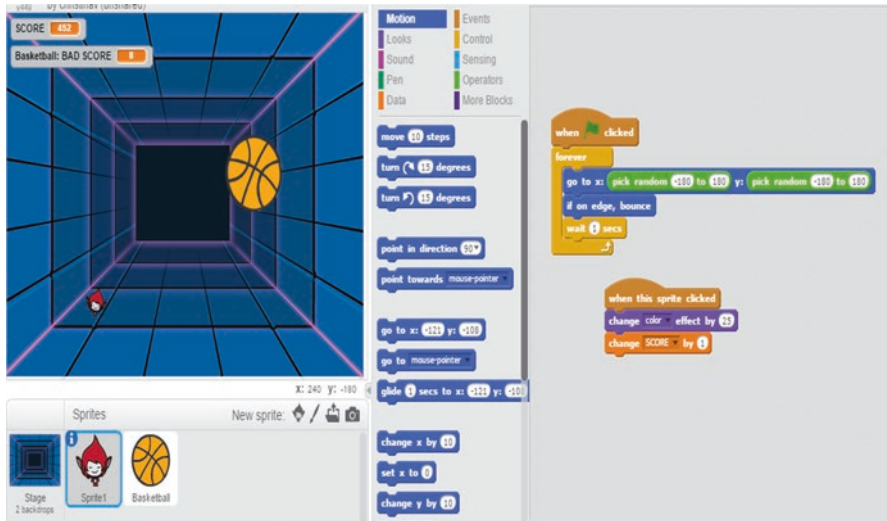 by Christinav (unshared)
SCORE 452
Basketball: BAD SCORE 8
x: 240 y: -180
Sprites New sprite:
Stage
2 backdrops
Sprite1
Basketball
Motion Events
Looks Control
Sound Sensing
Pen Operators
Data More Blocks
move 10 steps
turn 15 degrees
turn 15 degrees
point in direction 90
point towards mouse-pointer
go to x: -121 y: -108
go to mouse-pointer
glide 1 secs to x: -121 y: -108
change x by 10
set x to 0
change y by 10
when clicked
forever
go to x: pick random -180 to 180 y: pick random -180 to 180
if on edge, bounce
wait 1 secs
when this sprite clicked
change color effect by 25
change SCORE by 1